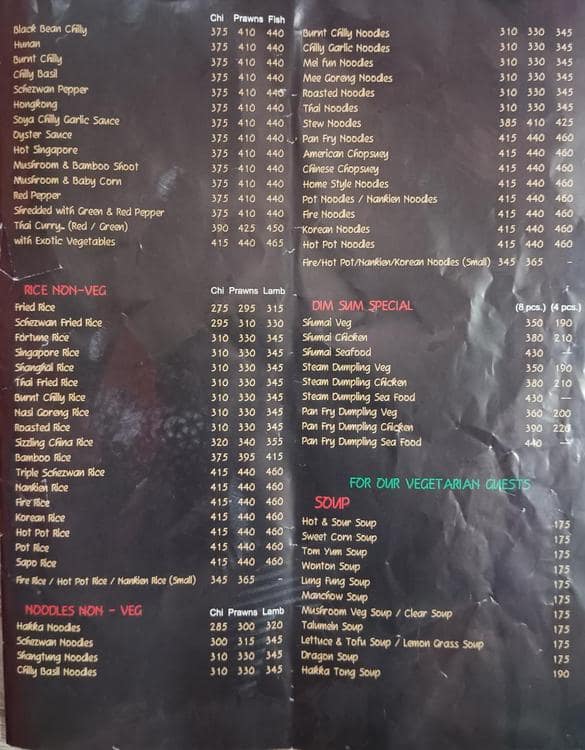 Chi Prawns Fish
Black Bean Chilly 375 410 440
Hunan 375 410 440
Burnt Chilly 375 410 440
Chilly Basil 375 410 440
Schezwan Pepper 375 410 440
Hongkong 375 410 440
Soya Chilly Garlic Sauce 375 410 440
Oyster Sauce 375 410 440
Hot Singapore 375 410 440
Mushroom & Bamboo Shoot 375 410 440
Mushroom & Baby Corn 375 410 440
Red Pepper 375 410 440
Shredded with Green & Red Pepper 375 410 440
Thai Curry.. (Red / Green) 390 425 450
with Exotic Vegetables 415 440 465
RICE NON-VEG Chi Prawns Lamb
Fried Rice 275 295 315
Schezwan Fried Rice 295 310 330
Fortune Rice 310 330 345
Singapore Rice 310 330 345
Shanghai Rice 310 330 345
Thai Fried Rice 310 330 345
Burnt Chilly Rice 310 330 345
Nasi Goreng Rice 310 330 345
Roasted Rice 310 330 345
Sizzling China Rice 320 340 355
Bamboo Rice 375 395 415
Triple Schezwan Rice 415 440 460
Nankien Rice 415 440 460
Fire Rice 415 440 460
Korean Rice 415 440 460
Hot Pot Rice 415 440 460
Pot Rice 415 440 460
Sapo Rice 415 440 460
Fire Rice / Hot Pot Rice / Nankien Rice (Small) 345 365 -
NOODLES NON - VEG Chi Prawns Lamb
Hakka Noodles 285 300 320
Schezwan Noodles 300 315 345
Shangtung Noodles 310 330 345
Chilly Basil Noodles 310 330 345
Burnt Chilly Noodles 310 330 345
Chilly Garlic Noodles 310 330 345
Mei fun Noodles 310 330 345
Mee Goreng Noodles 310 330 345
Roasted Noodles 310 330 345
Thai Noodles 310 330 345
Stew Noodles 385 410 425
Pan Fry Noodles 415 440 460
American Chopsuey 415 440 460
Chinese Chopsuey 415 440 460
Home Style Noodles 415 440 460
Pot Noodles / Nankien Noodles 415 440 460
Fire Noodles 415 440 460
Korean Noodles 415 440 460
Hot Pot Noodles 415 440 460
Fire/Hot Pot/Nankien/Korean Noodles (Small) 345 365 -
DIM SUM SPECIAL (8 pcs.) (4 pcs.)
Shumai Veg 350 190
Shumai Chicken 380 210
Shumai Seafood 430 —
Steam Dumpling Veg 350 190
Steam Dumpling Chicken 380 210
Steam Dumpling Sea Food 430 —
Pan Fry Dumpling Veg 360 200
Pan Fry Dumpling Chicken 390 220
Pan Fry Dumpling Sea Food 440 —
FOR OUR VEGETARIAN GUESTS
SOUP
Hot & Sour Soup 175
Sweet Corn Soup 175
Tom Yum Soup 175
Wonton Soup 175
Lung Fung Soup 175
Manchow Soup 175
Mushroom Veg Soup / Clear Soup 175
Talumein Soup 175
Lettuce & Tofu Soup / Lemon Grass Soup 175
Dragon Soup 175
Hakka Tong Soup 190